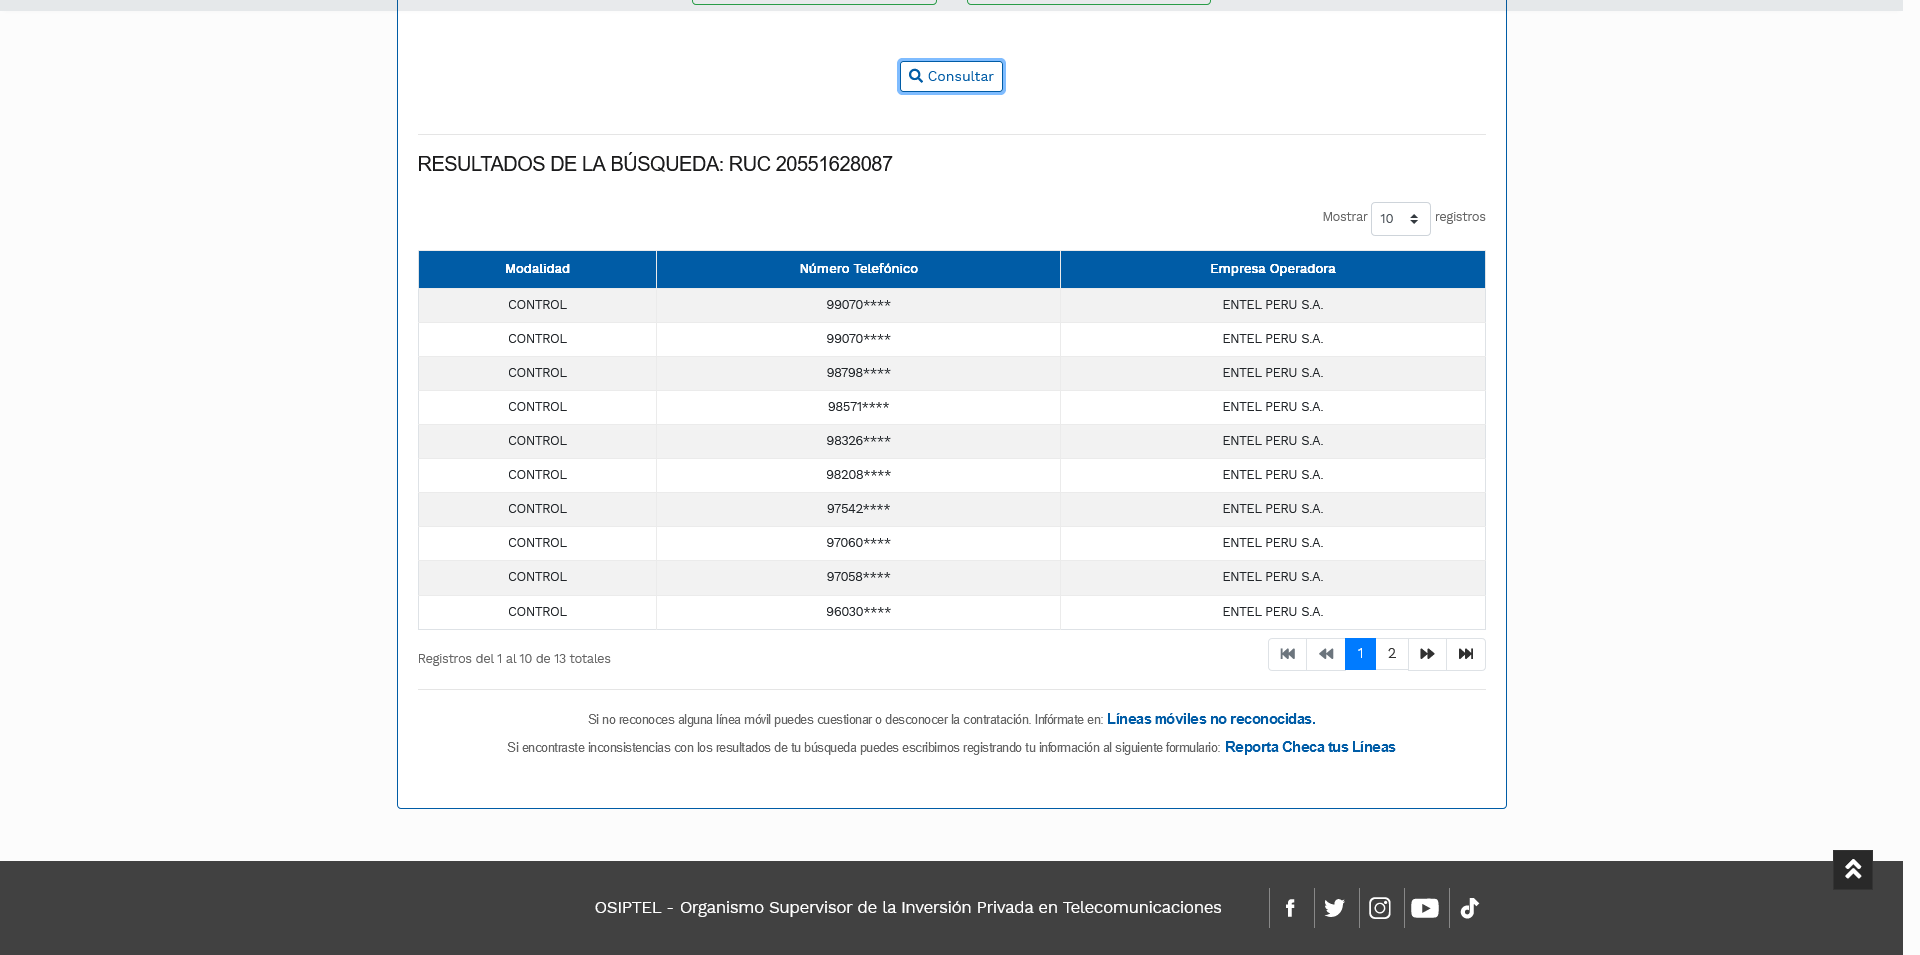 Consultar
RESULTADOS DE LA BÚSQUEDA: RUC 20551628087
Mostrar 10 registros
Modalidad Número Telefónico Empresa Operadora
CONTROL 99070**** ENTEL PERU S.A.
CONTROL 99070**** ENTEL PERU S.A.
CONTROL 98798**** ENTEL PERU S.A.
CONTROL 98571**** ENTEL PERU S.A.
CONTROL 98326**** ENTEL PERU S.A.
CONTROL 98208**** ENTEL PERU S.A.
CONTROL 97542**** ENTEL PERU S.A.
CONTROL 97060**** ENTEL PERU S.A.
CONTROL 97058**** ENTEL PERU S.A.
CONTROL 96030**** ENTEL PERU S.A.
Registros del 1 al 10 de 13 totales
1 2
Si no reconoces alguna línea móvil puedes cuestionar o desconocer la contratación. Infórmate en: Líneas móviles no reconocidas.
Si encontraste inconsistencias con los resultados de tu búsqueda puedes escribirnos registrando tu información al siguiente formulario: Reporta Checa tus Líneas
OSIPTEL - Organismo Supervisor de la Inversión Privada en Telecomunicaciones